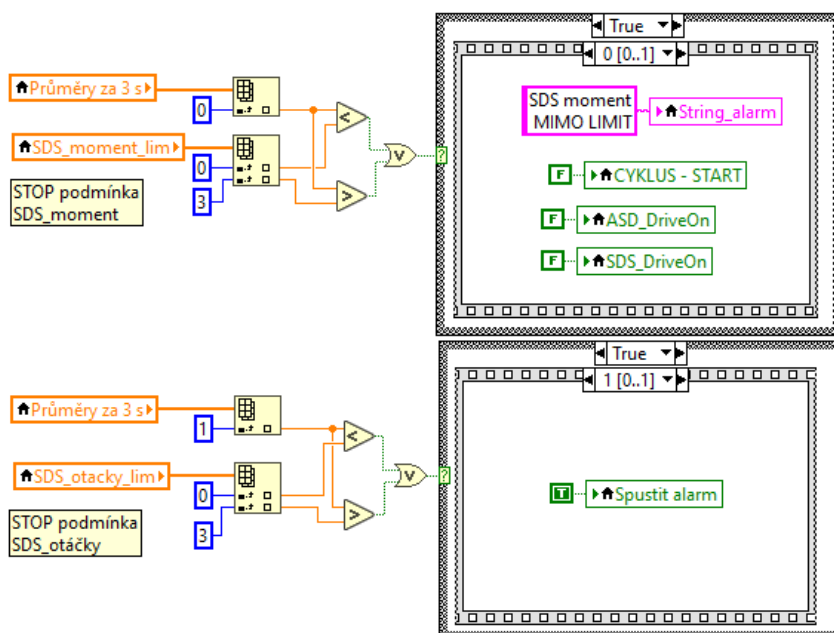 True
0 [0..1]
Průměry za 3 s
0
SDS_moment_lim
0
3
STOP podmínka
SDS_moment
<
>
v
?
SDS moment
MIMO LIMIT
String_alarm
F
CYKLUS - START
F
ASD_DriveOn
F
SDS_DriveOn
True
1 [0..1]
Průměry za 3 s
1
SDS_otacky_lim
0
3
STOP podmínka
SDS_otáčky
<
>
v
?
T
Spustit alarm